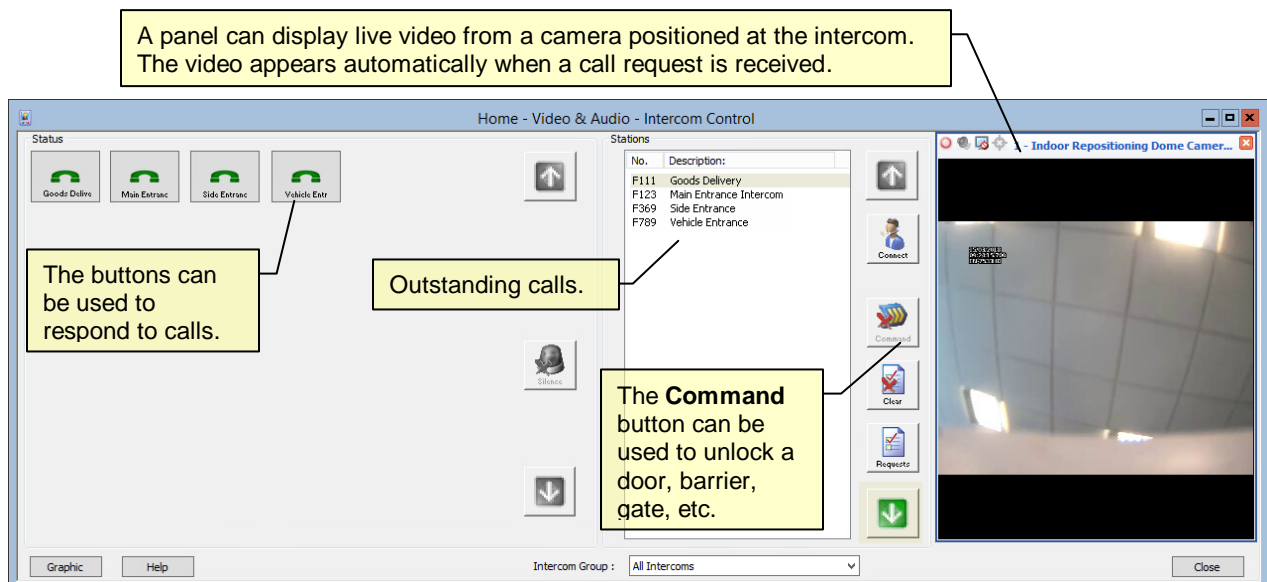 A panel can display live video from a camera positioned at the intercom.
The video appears automatically when a call request is received.
Home - Video & Audio - Intercom Control
Status
Goods Delive
Main Entranc
Side Entranc
Vehicle Entr
The buttons can
be used to
respond to calls.
Silence
Stations
No. Description:
F111 Goods Delivery
F123 Main Entrance Intercom
F369 Side Entrance
F789 Vehicle Entrance
Outstanding calls.
Connect
Command
Clear
Requests
The Command
button can be
used to unlock a
door, barrier,
gate, etc.
1 - Indoor Repositioning Dome Camer...
Graphic
Help
Intercom Group :
All Intercoms
Close